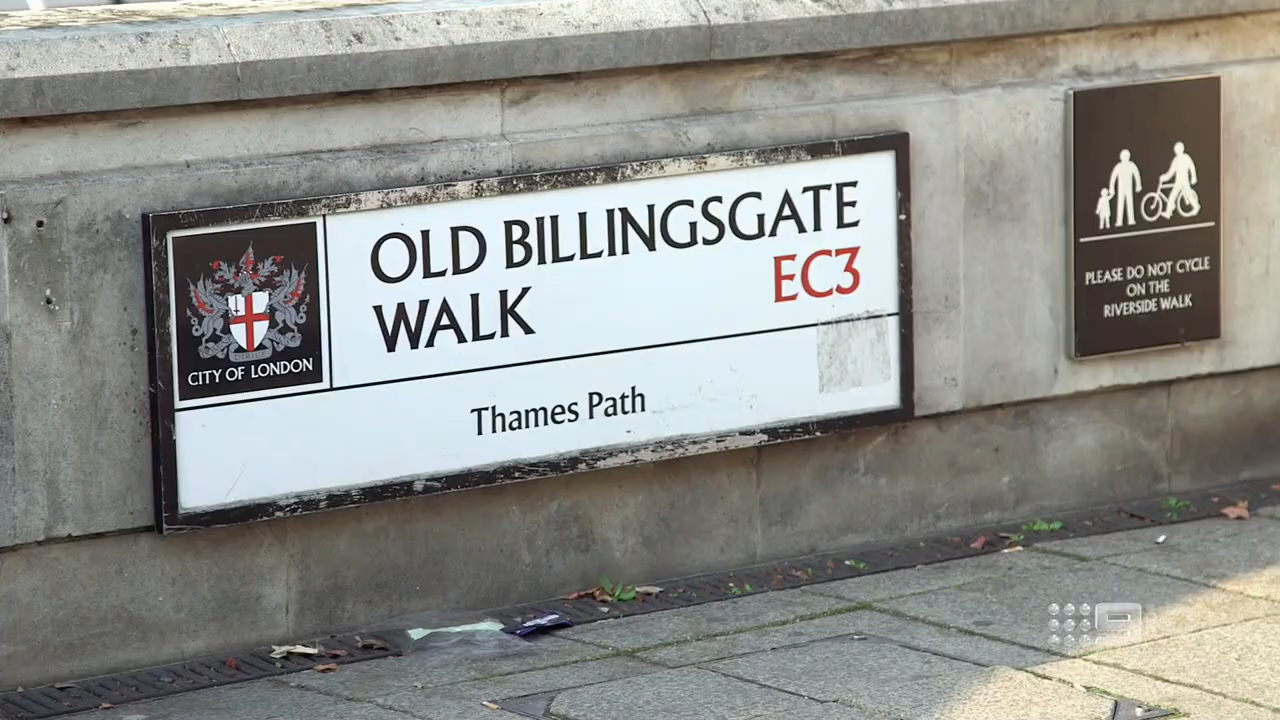 OLD BILLINGSGATE
WALK
EC3
CITY OF LONDON
Thames Path
PLEASE DO NOT CYCLE
ON THE
RIVERSIDE WALK